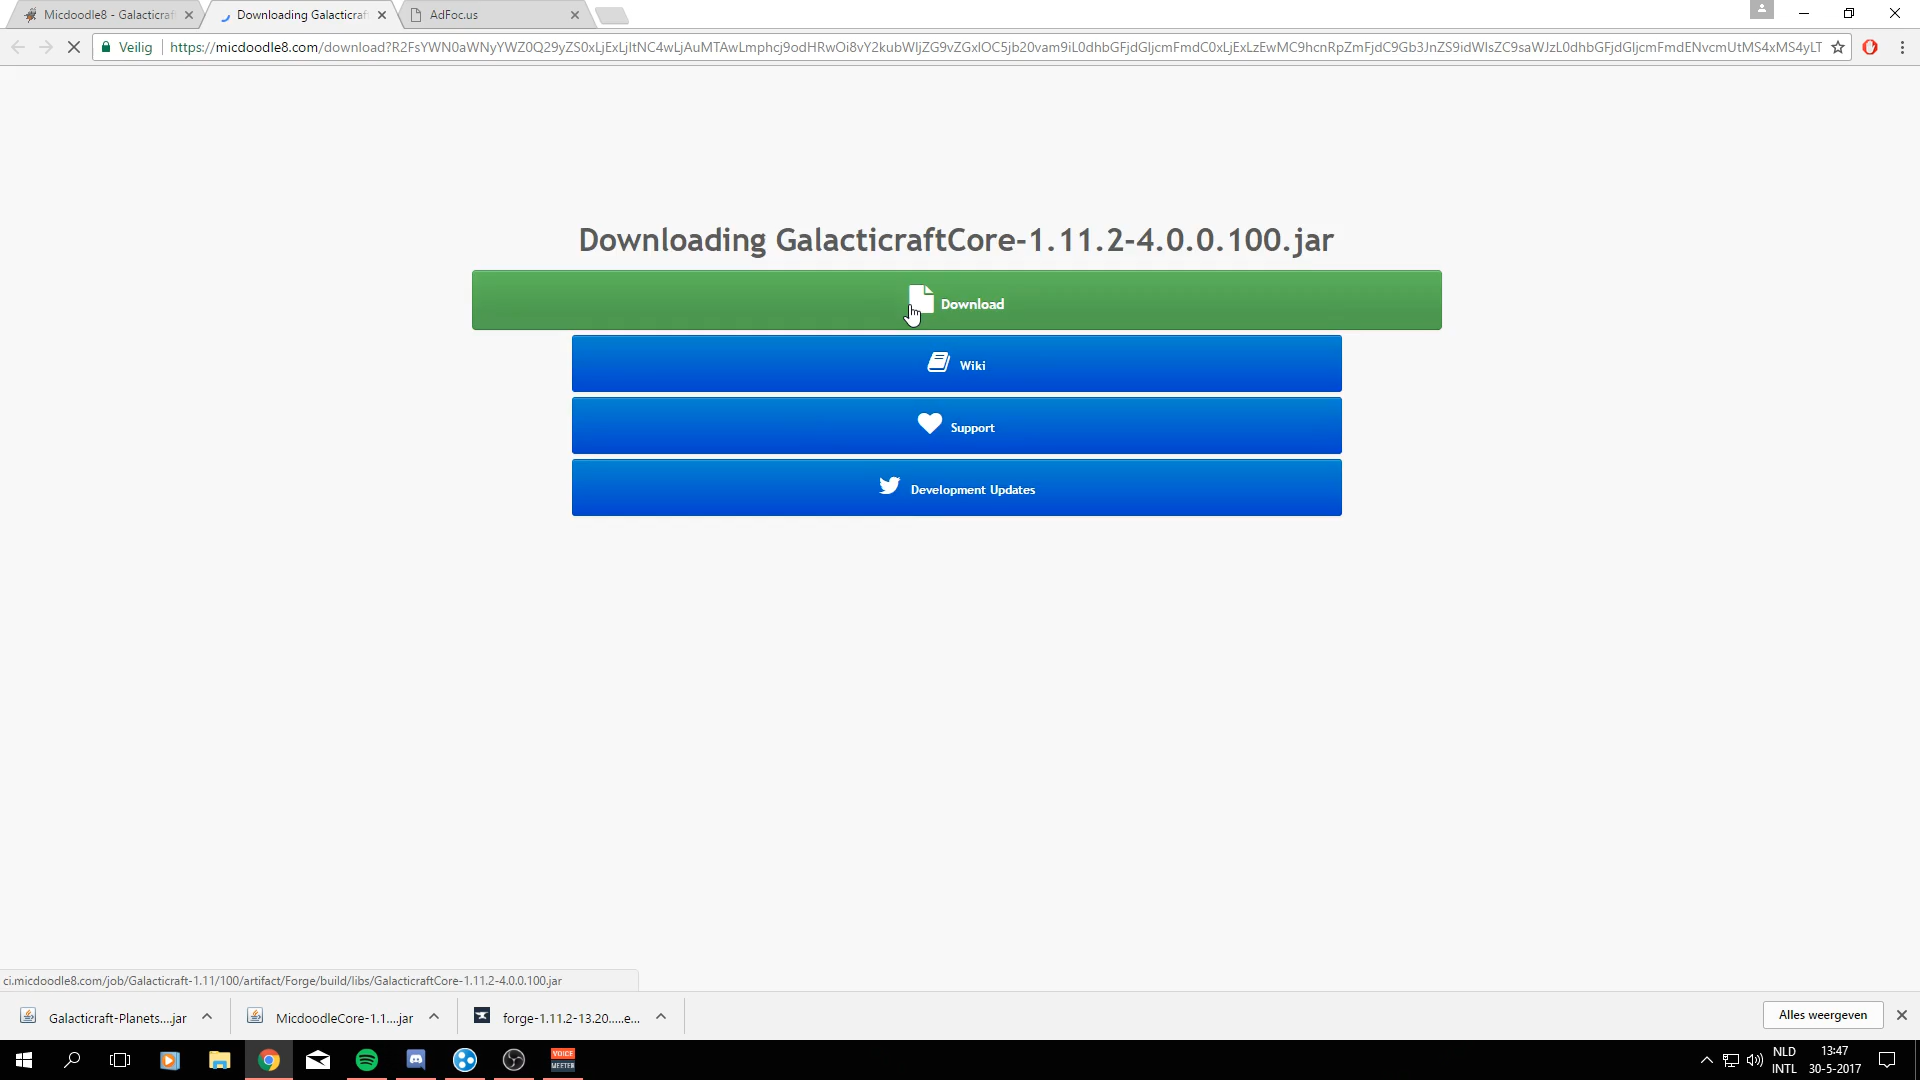 Micdoodle8 - Galacticraf
Downloading Galacticraf
AdFoc.us
Veilig
https://micdoodle8.com/download?R2FsYWN0aWNyYWZ0Q29yZS0xLjExLjItNC4wLjAuMTAwLmphcj9odHRwOi8vY2kubWljZG9vZGxlOC5jb20vam9iL0dhbGFjdGljcmFmdC0xLjExLzEwMC9hcnRpZmFjdC9Gb3JnZS9idWlsZC9saWJzL0dhbGFjdGljcmFmdENvcmUtMS4xMS4yLT
Downloading GalacticraftCore-1.11.2-4.0.0.100.jar
Download
Wiki
Support
Development Updates
ci.micdoodle8.com/job/Galacticraft-1.11/100/artifact/Forge/build/libs/GalacticraftCore-1.11.2-4.0.0.100.jar
Galacticraft-Planets....jar
MicdoodleCore-1.1....jar
forge-1.11.2-13.20.....e...
Alles weergeven
VOICE
MEETER
NLD
INTL
13:47
30-5-2017